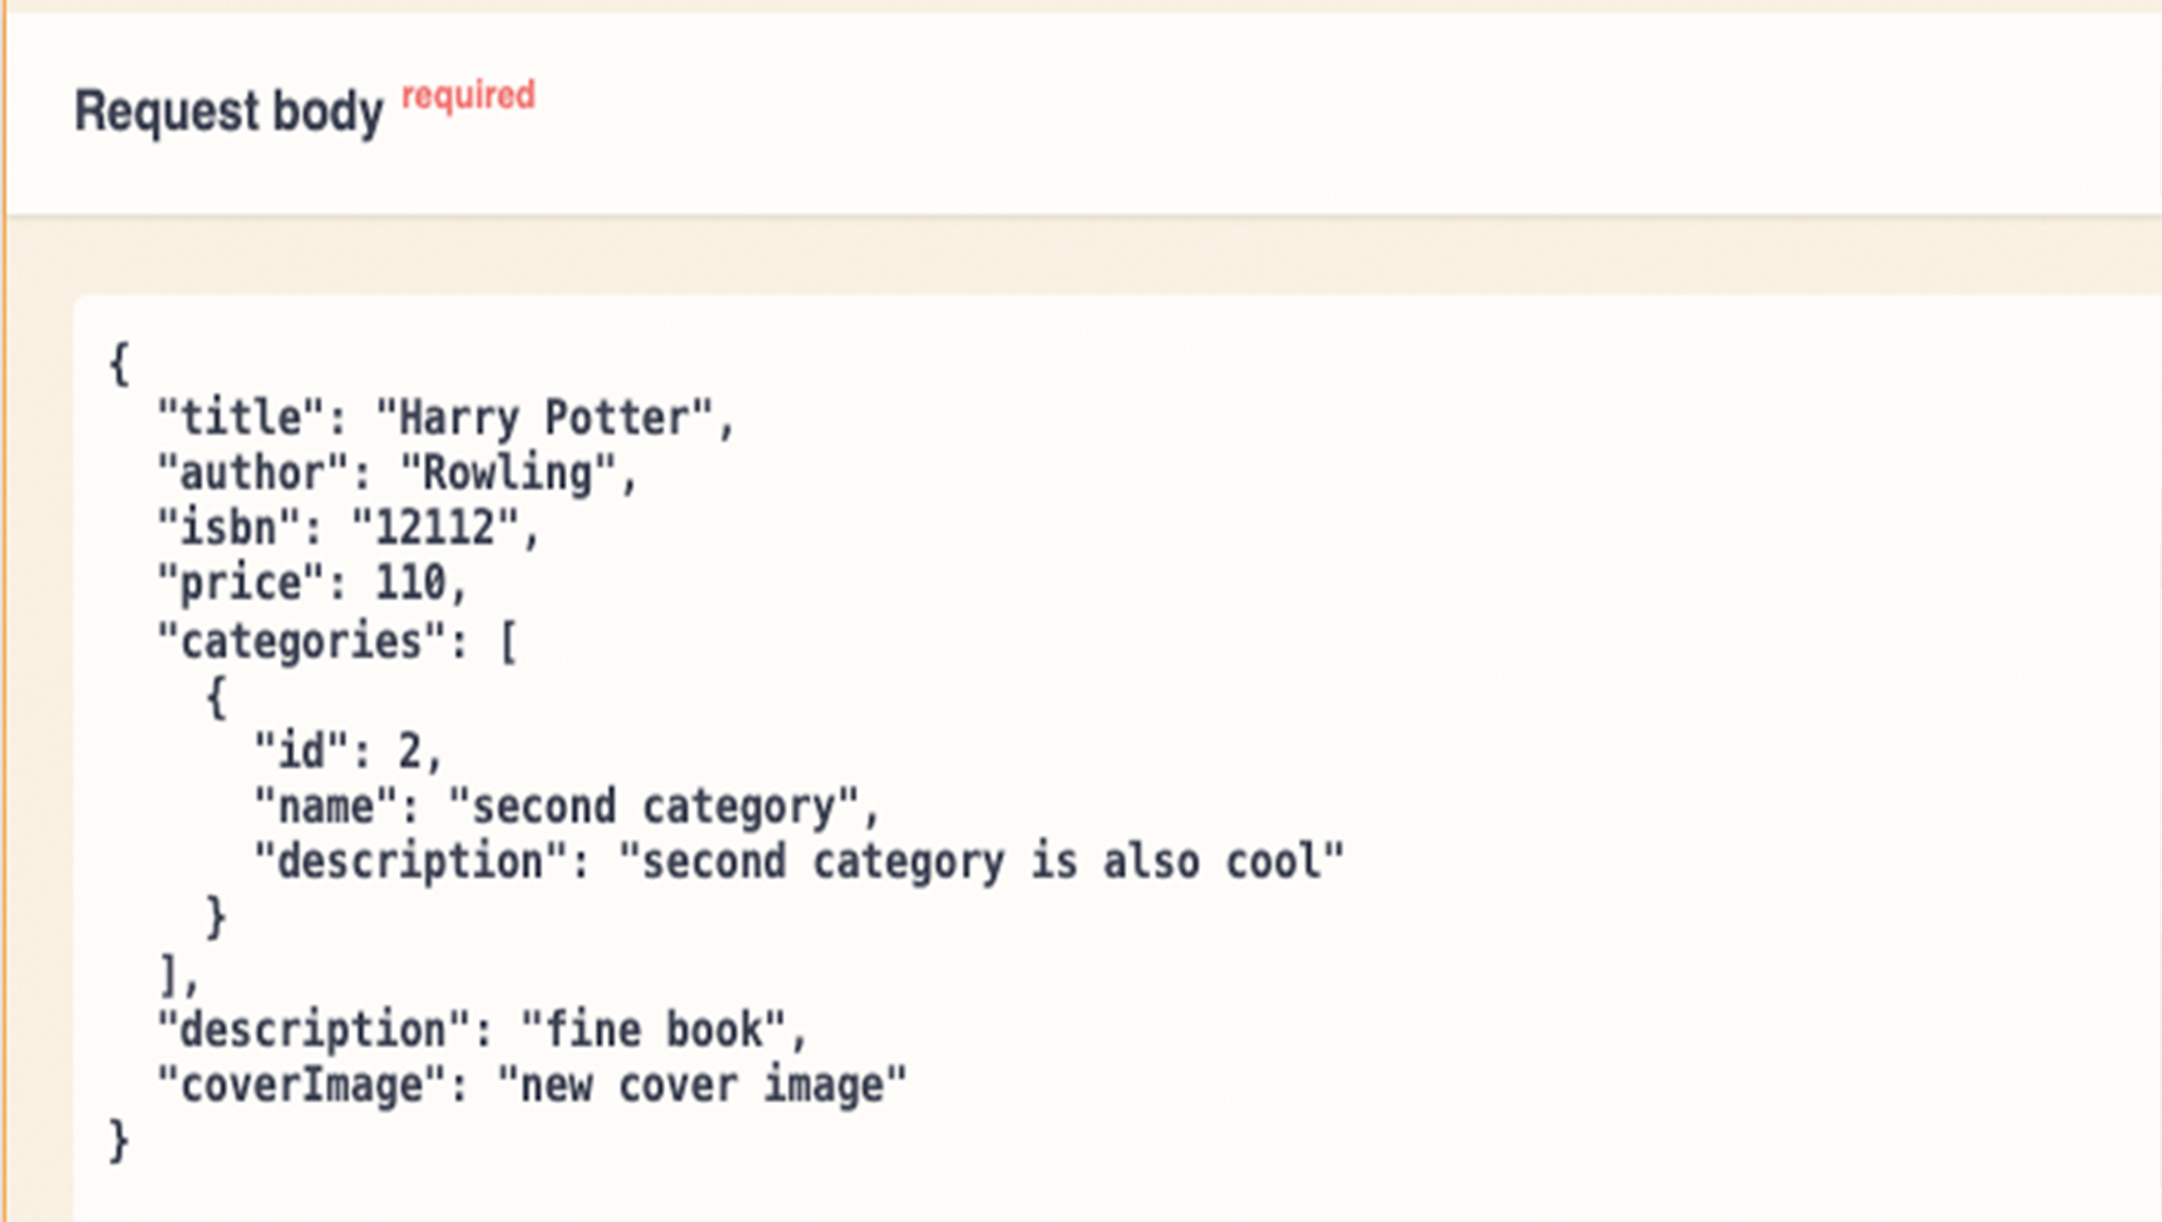 Request body required
{
  "title": "Harry Potter",
  "author": "Rowling",
  "isbn": "12112",
  "price": 110,
  "categories": [
    {
      "id": 2,
      "name": "second category",
      "description": "second category is also cool"
    }
  ],
  "description": "fine book",
  "coverImage": "new cover image"
}